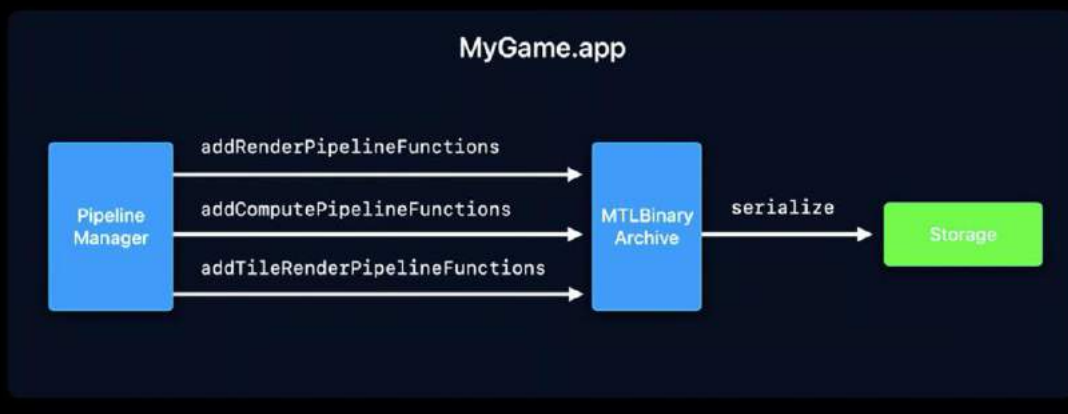 MyGame.app
addRenderPipelineFunctions
addComputePipelineFunctions
addTileRenderPipelineFunctions
Pipeline
Manager
MTLBinary
Archive
serialize
Storage